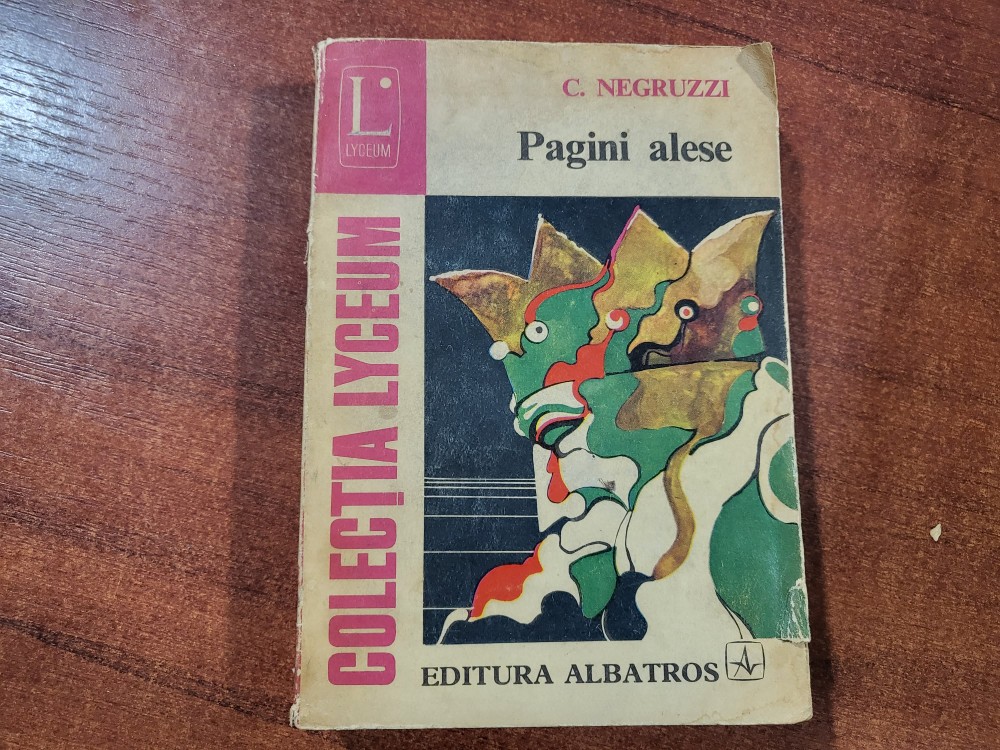 L
LYCEUM
C. NEGRUZZI
Pagini alese
COLECȚIA LYCEUM
EDITURA ALBATROS